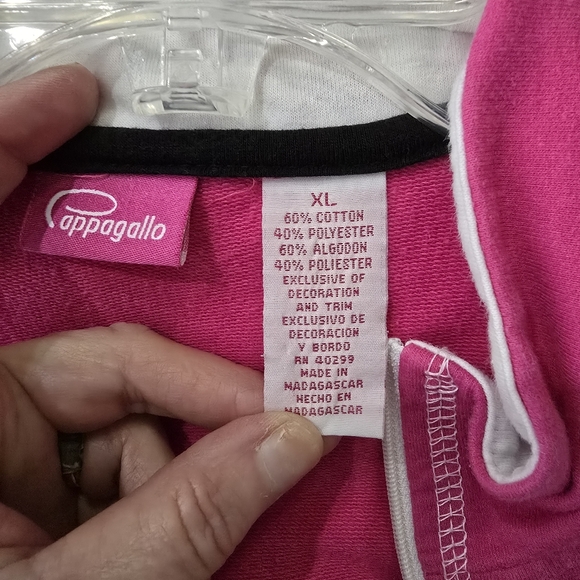 Pappagallo
XL
60% COTTON
40% POLYESTER
60% ALGODON
40% POLIESTER
EXCLUSIVE OF
DECORATION
AND TRIM
EXCLUSIVO DE
DECORACION
Y BORDO
RN 40299
MADE IN
MADAGASCAR
HECHO EN
MADAGASCAR